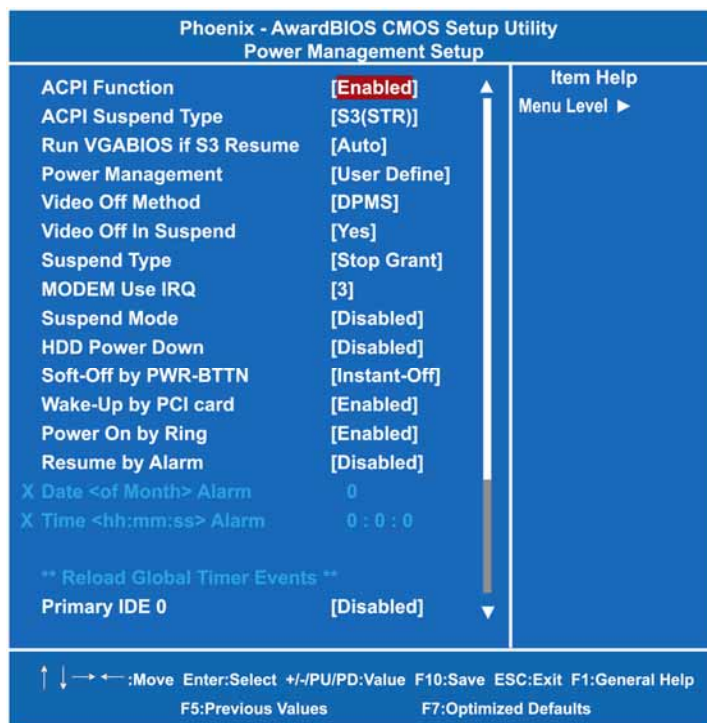 Phoenix - AwardBIOS CMOS Setup Utility
Power Management Setup
ACPI Function [Enabled]
ACPI Suspend Type [S3(STR)]
Run VGABIOS if S3 Resume [Auto]
Power Management [User Define]
Video Off Method [DPMS]
Video Off In Suspend [Yes]
Suspend Type [Stop Grant]
MODEM Use IRQ [3]
Suspend Mode [Disabled]
HDD Power Down [Disabled]
Soft-Off by PWR-BTTN [Instant-Off]
Wake-Up by PCI card [Enabled]
Power On by Ring [Enabled]
Resume by Alarm [Disabled]
X Date <of Month> Alarm 0
X Time <hh:mm:ss> Alarm 0 : 0 : 0
** Reload Global Timer Events **
Primary IDE 0 [Disabled]
Item Help
Menu Level ►
↑ ↓ → ← :Move Enter:Select +/-/PU/PD:Value F10:Save ESC:Exit F1:General Help
F5:Previous Values F7:Optimized Defaults